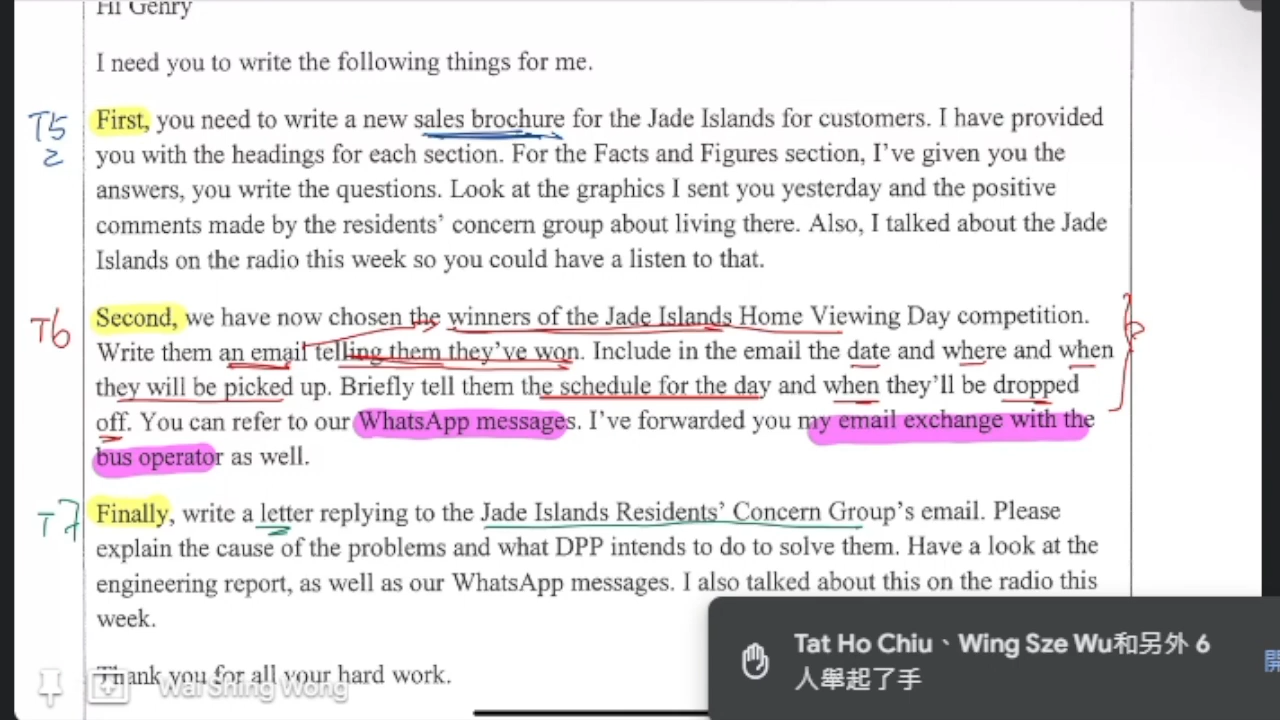 Hi Genry
I need you to write the following things for me.
T5 First, you need to write a new sales brochure for the Jade Islands for customers. I have provided
2 you with the headings for each section. For the Facts and Figures section, I've given you the
answers, you write the questions. Look at the graphics I sent you yesterday and the positive
comments made by the residents' concern group about living there. Also, I talked about the Jade
Islands on the radio this week so you could have a listen to that.
T6 Second, we have now chosen the winners of the Jade Islands Home Viewing Day competition.
Write them an email telling them they've won. Include in the email the date and where and when
they will be picked up. Briefly tell them the schedule for the day and when they'll be dropped
off. You can refer to our WhatsApp messages. I've forwarded you my email exchange with the
bus operator as well.
T7 Finally, write a letter replying to the Jade Islands Residents' Concern Group's email. Please
explain the cause of the problems and what DPP intends to do to solve them. Have a look at the
engineering report, as well as our WhatsApp messages. I also talked about this on the radio this
week.
Thank you for all your hard work.
Wai Shing Wong
Tat Ho Chiu、Wing Sze Wu和另外 6
人舉起了手
開